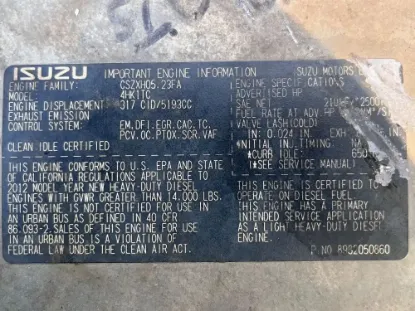 ISUZU IMPORTANT ENGINE INFORMATION SUZU MOTORS
ENGINE FAMILY: CSZXH05.23FA
MODEL: 4HK1TC
ENGINE DISPLACEMENT 317 CID/5193CC
EXHAUST EMISSION
CONTROL SYSTEM: EM.DFI.EGR.CAC.TC.
PCV.OC.PTOX.SCR.VAF
CLEAN IDLE CERTIFIED
THIS ENGINE CONFORMS TO U.S. EPA AND STATE
OF CALIFORNIA REGULATIONS APPLICABLE TO
2012 MODEL YEAR NEW HEAVY-DUTY DIESEL
ENGINES WITH GVWR GREATER THAN 14,000 LBS.
SALES OF THIS ENGINE FOR USE IN
AN URBAN BUS AS DEFINED IN 40 CFR
86.093-2 SALES OF THIS ENGINE FOR USE
IN AN URBAN BUS IS A VIOLATION OF
FEDERAL LAW UNDER THE CLEAN AIR ACT.
ENGINE SPECIFICATIONS
ADVERTISED HP
SAE NET
FUEL RATE AT ADV. HP
VALVE LASH(COLD)
IN: 0.024 IN. EXH
*INITIAL IN. TIMING NA
*CURB IDLE: 650
*(SEE SERVICE MANUAL)
THIS ENGINE IS CERTIFIED TO
OPERATE ON DIESEL FUEL
THIS ENGINE HAS A PRIMARY
INTENDED SERVICE APPLICATION
AS A LIGHT HEAVY-DUTY DIESEL
ENGINE.
P.NO. 8982050860